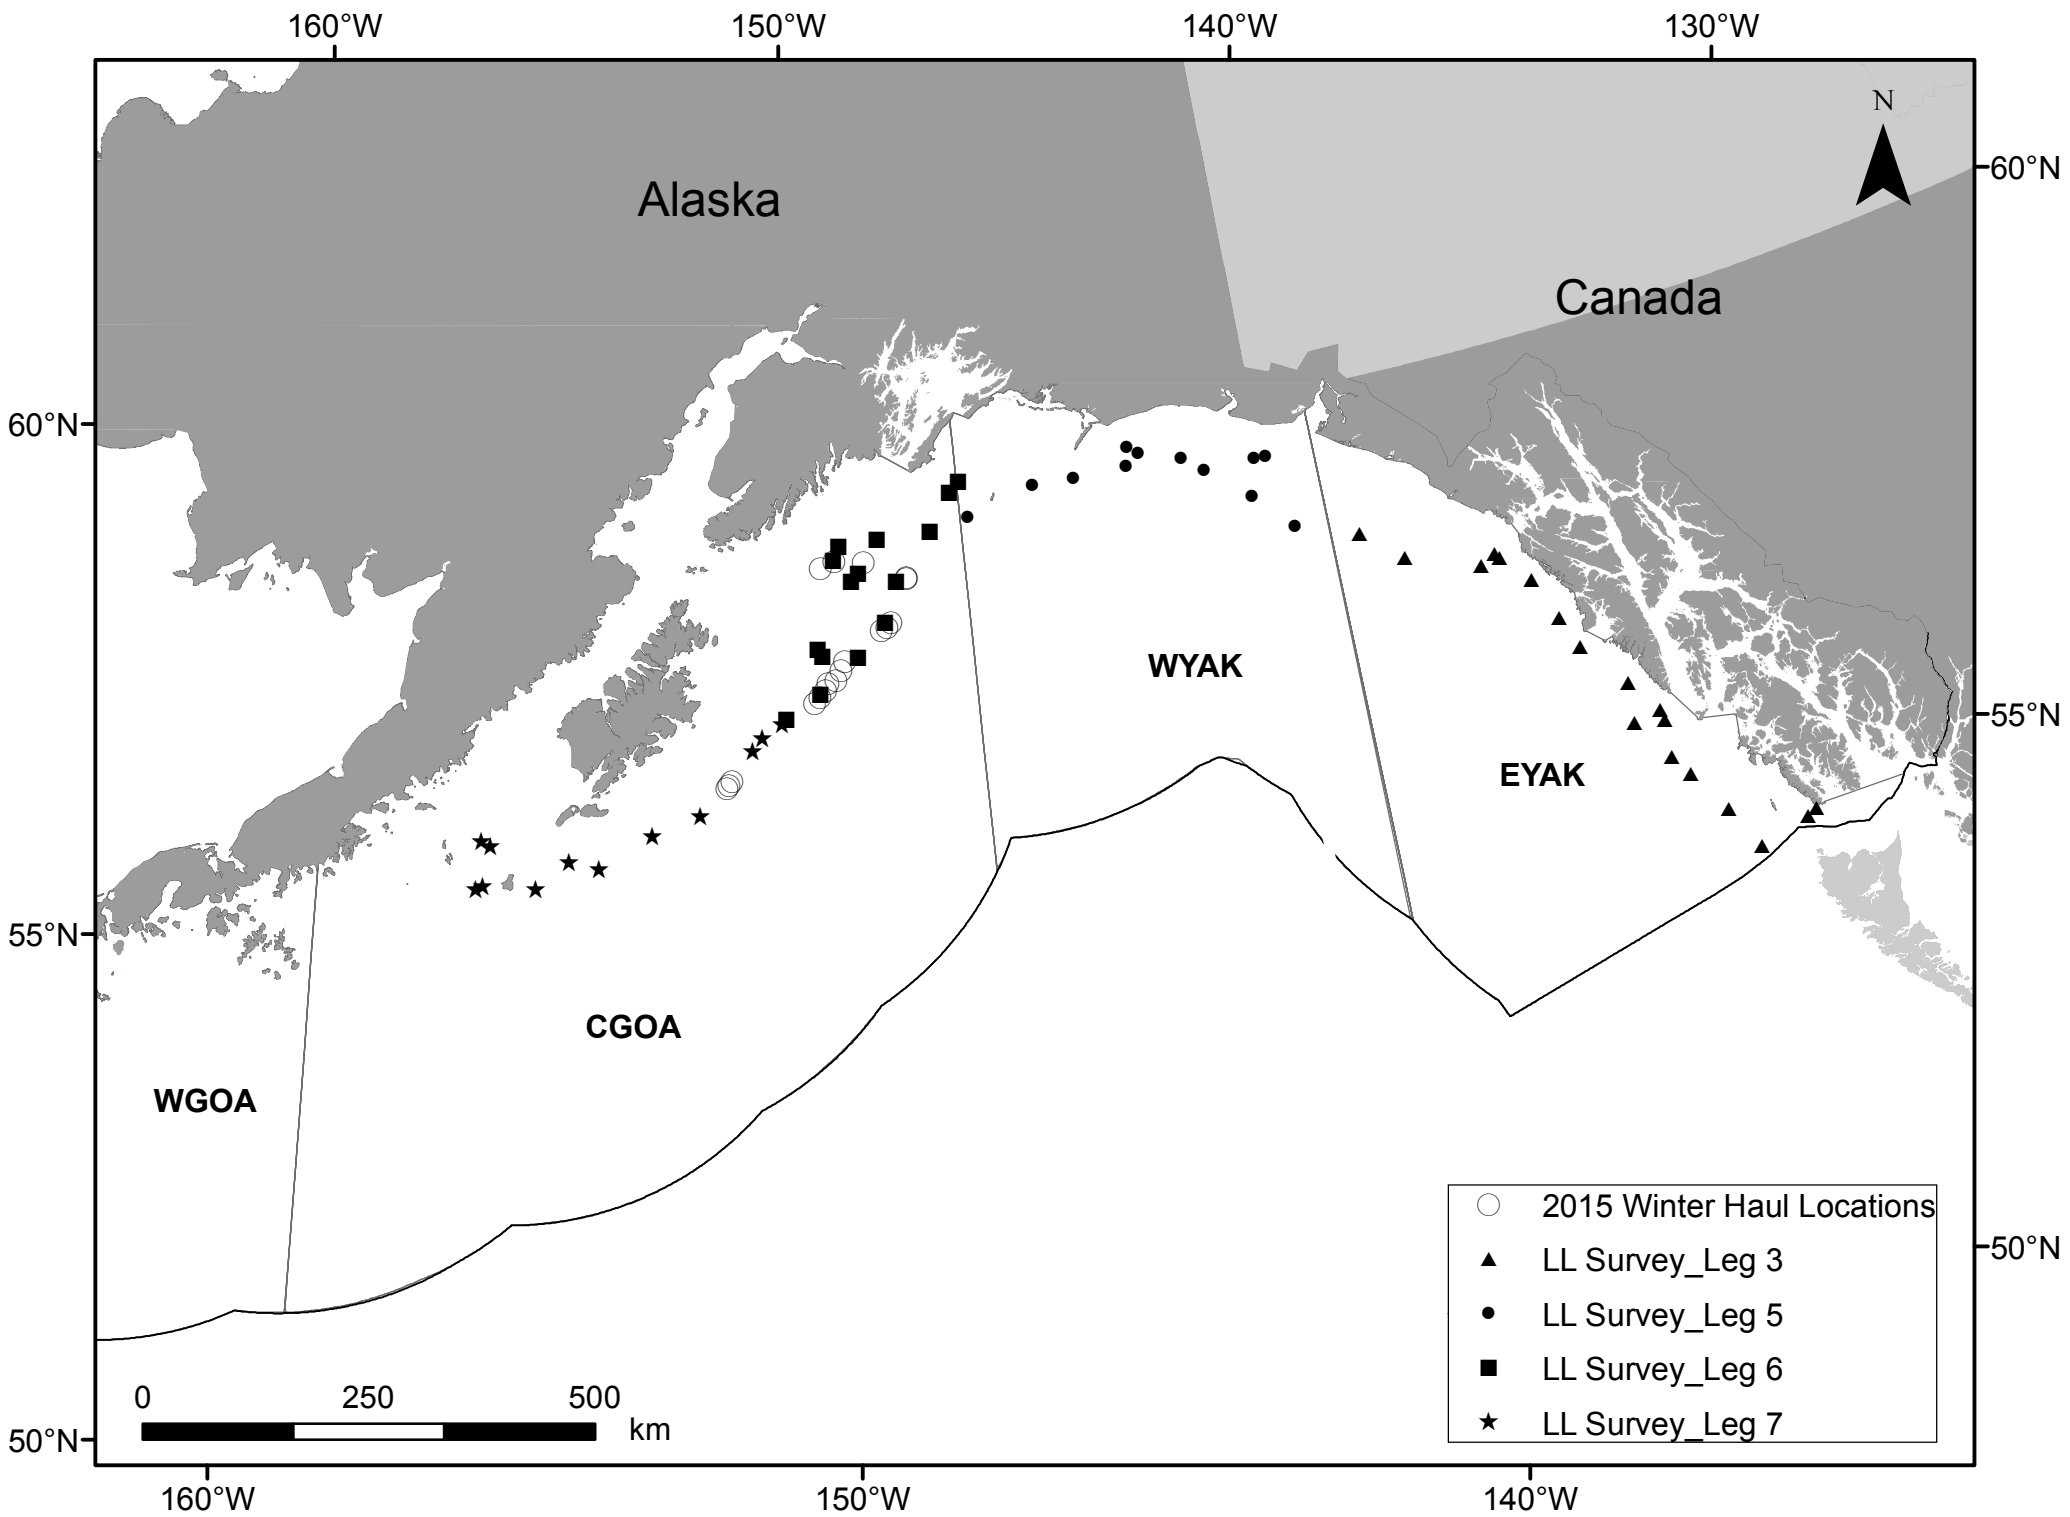 160°W 150°W 140°W 130°W
N
60°N
Alaska
Canada
60°N
WYAK
55°N
EYAK
55°N
CGOA
WGOA
2015 Winter Haul Locations
50°N
LL Survey_Leg 3
LL Survey_Leg 5
LL Survey_Leg 6
0 250 500
km
LL Survey_Leg 7
50°N
160°W 150°W 140°W